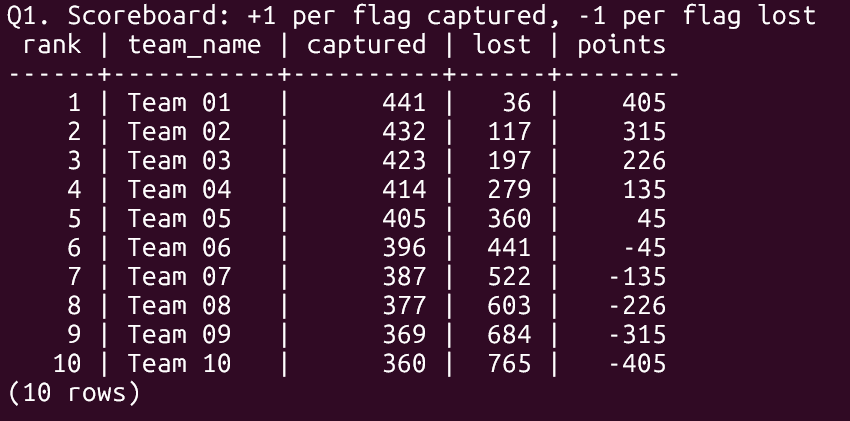 Q1. Scoreboard: +1 per flag captured, -1 per flag lost
 rank | team_name | captured | lost | points
------+-----------+----------+------+--------
    1 | Team 01   |      441 |   36 |    405
    2 | Team 02   |      432 |  117 |    315
    3 | Team 03   |      423 |  197 |    226
    4 | Team 04   |      414 |  279 |    135
    5 | Team 05   |      405 |  360 |     45
    6 | Team 06   |      396 |  441 |    -45
    7 | Team 07   |      387 |  522 |   -135
    8 | Team 08   |      377 |  603 |   -226
    9 | Team 09   |      369 |  684 |   -315
   10 | Team 10   |      360 |  765 |   -405
(10 rows)